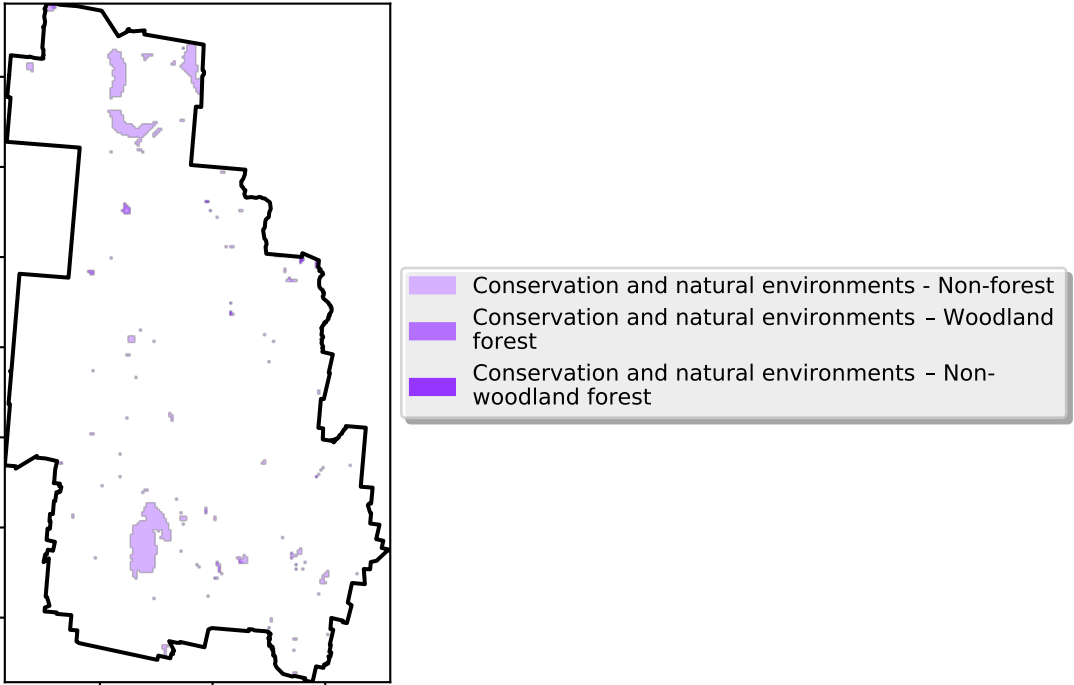 Conservation and natural environments - Non-forest
Conservation and natural environments – Woodland
forest
Conservation and natural environments – Non-
woodland forest